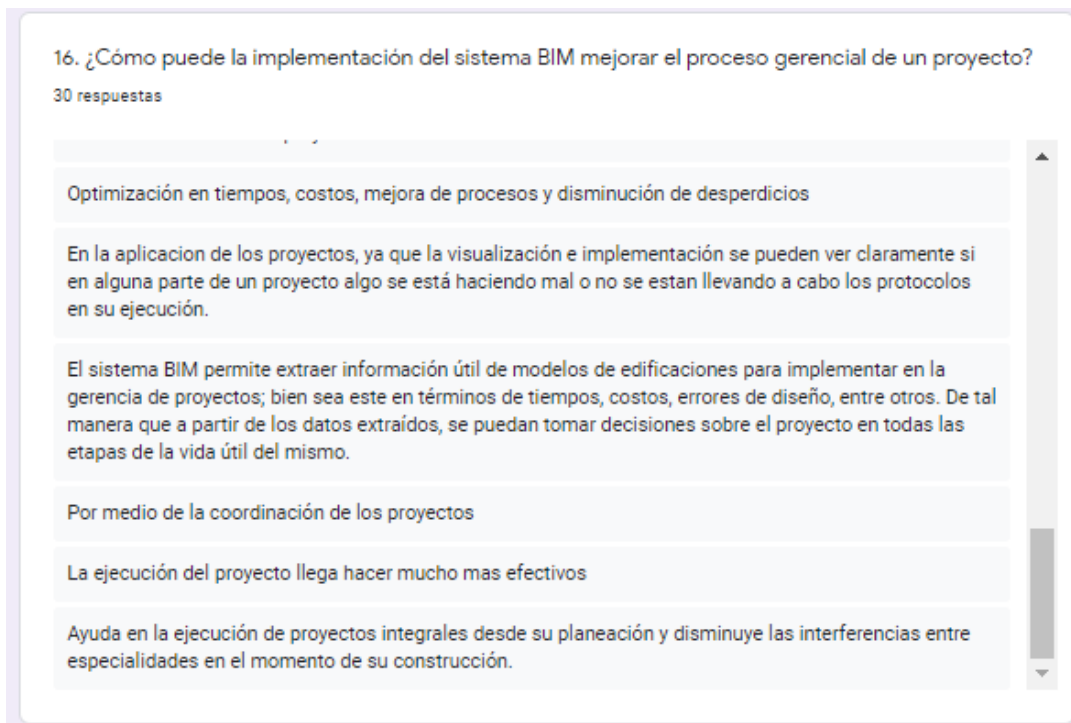 16. ¿Cómo puede la implementación del sistema BIM mejorar el proceso gerencial de un proyecto?
30 respuestas
Optimización en tiempos, costos, mejora de procesos y disminución de desperdicios
En la aplicacion de los proyectos, ya que la visualización e implementación se pueden ver claramente si
en alguna parte de un proyecto algo se está haciendo mal o no se estan llevando a cabo los protocolos
en su ejecución.
El sistema BIM permite extraer información útil de modelos de edificaciones para implementar en la
gerencia de proyectos; bien sea este en términos de tiempos, costos, errores de diseño, entre otros. De tal
manera que a partir de los datos extraídos, se puedan tomar decisiones sobre el proyecto en todas las
etapas de la vida útil del mismo.
Por medio de la coordinación de los proyectos
La ejecución del proyecto llega hacer mucho mas efectivos
Ayuda en la ejecución de proyectos integrales desde su planeación y disminuye las interferencias entre
especialidades en el momento de su construcción.